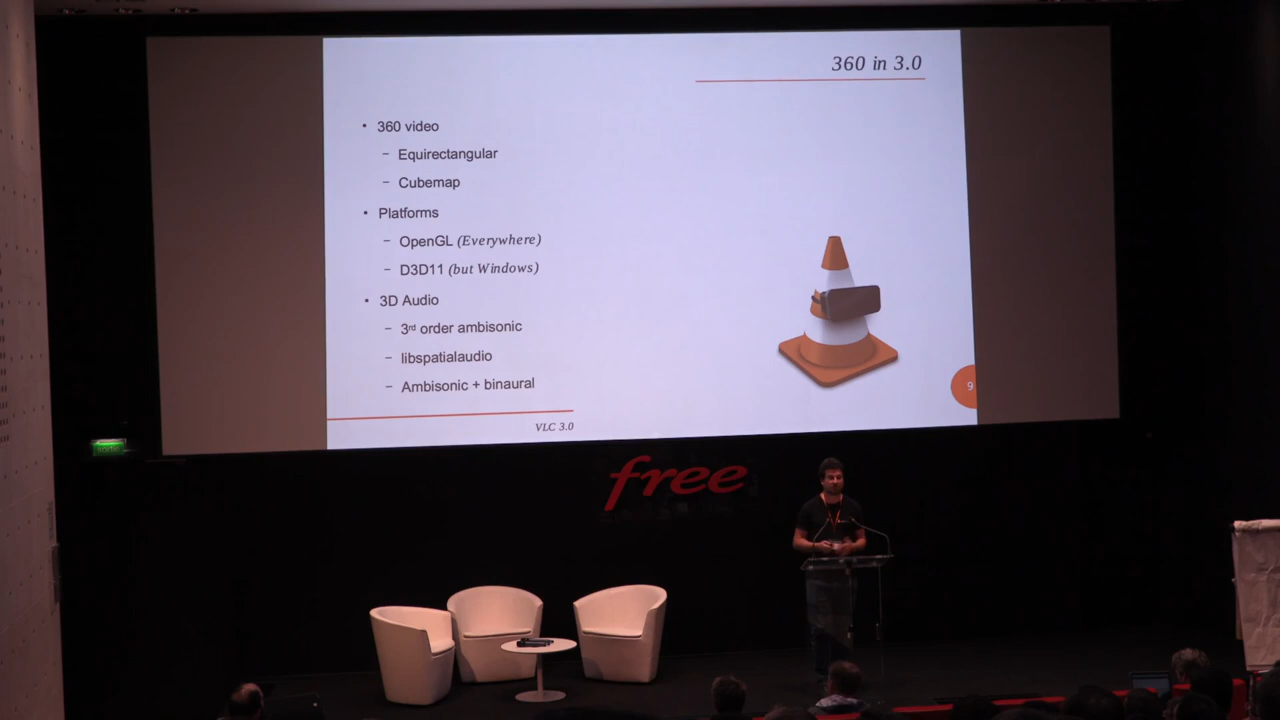 360 in 3.0
• 360 video
– Equirectangular
– Cubemap
• Platforms
– OpenGL (Everywhere)
– D3D11 (but Windows)
• 3D Audio
– 3rd order ambisonic
– libspatialaudio
– Ambisonic + binaural
9
VLC 3.0
sortie
free